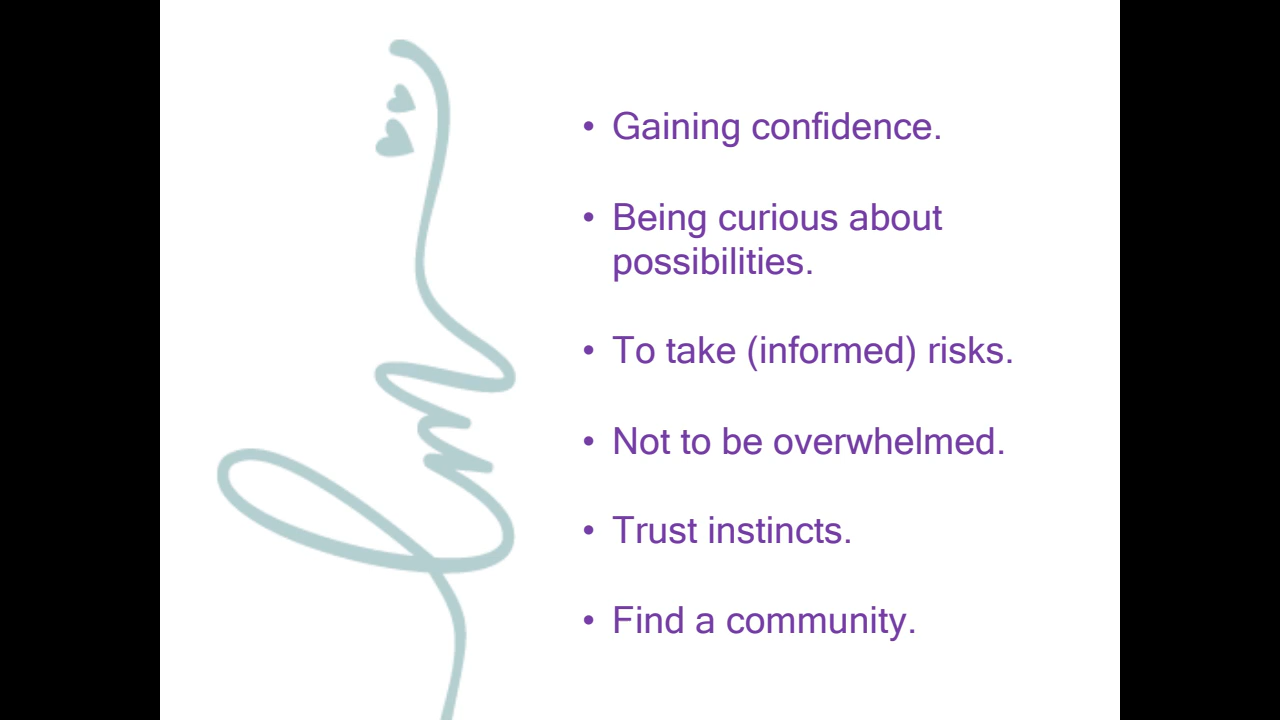 • Gaining confidence.
• Being curious about
possibilities.
• To take (informed) risks.
• Not to be overwhelmed.
• Trust instincts.
• Find a community.